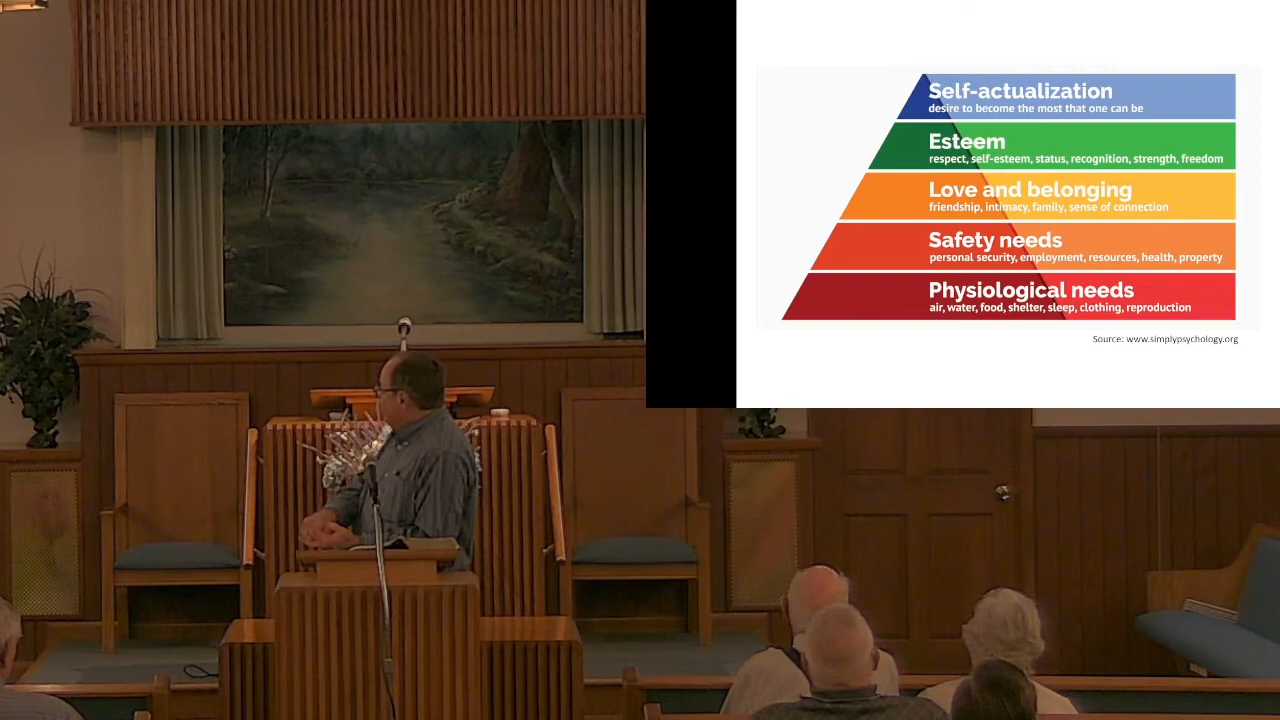 Self-actualization
desire to become the most that one can be
Esteem
respect, self-esteem, status, recognition, strength, freedom
Love and belonging
friendship, intimacy, family, sense of connection
Safety needs
personal security, employment, resources, health, property
Physiological needs
air, water, food, shelter, sleep, clothing, reproduction
Source: www.simplypsychology.org